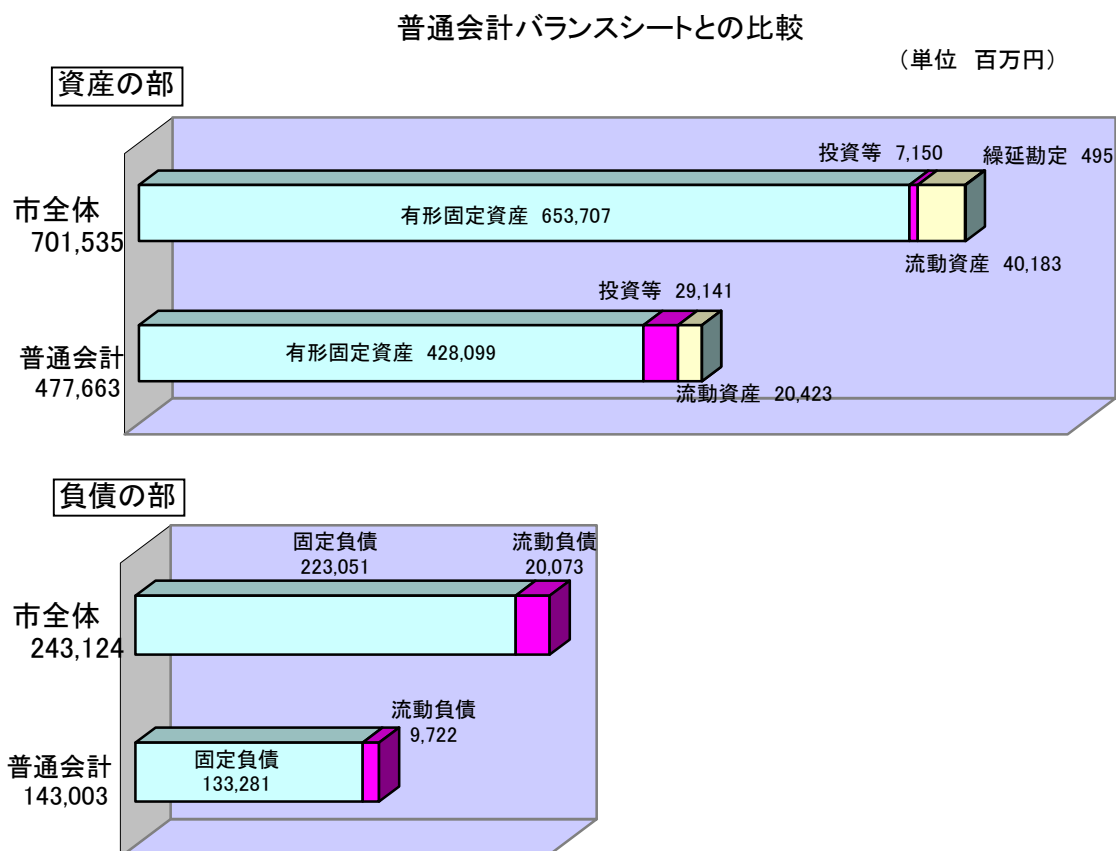 普通会計バランスシートとの比較
（単位 百万円）
資産の部
投資等 7,150
繰延勘定 495
市全体
701,535
有形固定資産 653,707
流動資産 40,183
投資等 29,141
普通会計
477,663
有形固定資産 428,099
流動資産 20,423
負債の部
固定負債
223,051
流動負債
20,073
市全体
243,124
流動負債
9,722
普通会計
143,003
固定負債
133,281